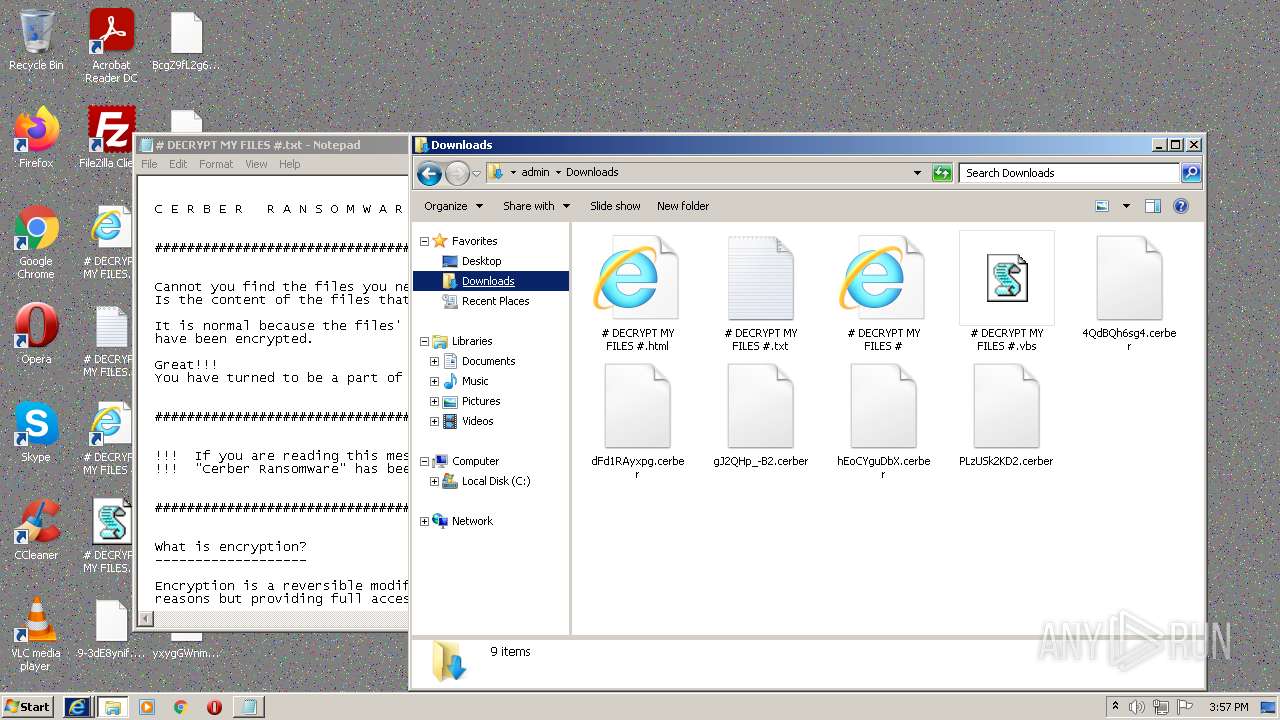 Recycle Bin
Acrobat
Reader DC
BcgZ9fL2g6...
Firefox
FileZilla Clie
Google
Chrome
# DECRYP
MY FILES.
Opera
# DECRYP
MY FILES.
Skype
# DECRYP
MY FILES.
CCleaner
# DECRYP
MY FILES.
VLC media
player
9-3dE8ynif...
yxygGWnm...
# DECRYPT MY FILES #.txt - Notepad
File Edit Format View Help
C E R B E R   R A N S O M W A R
Cannot you find the files you ne
Is the content of the files that
It is normal because the files'
have been encrypted.
Great!!!
You have turned to be a part of
!!!  If you are reading this mes
!!!  "Cerber Ransomware" has bee
What is encryption?
-------------------
Encryption is a reversible modif
reasons but providing full acces
Downloads
admin Downloads
Search Downloads
Organize Share with Slide show New folder
Favorites
Desktop
Downloads
Recent Places
Libraries
Documents
Music
Pictures
Videos
Computer
Local Disk (C:)
Network
# DECRYPT MY
FILES #.html
# DECRYPT MY
FILES #.txt
# DECRYPT MY
FILES #
# DECRYPT MY
FILES #.vbs
4QdBQh6sn3.cerbe
r
dFd1RAyxpg.cerbe
r
gJ2QHp_-B2.cerber
hEoCYguDbX.cerbe
r
PLzUSk2KD2.cerber
9 items
ANY RUN
Start
3:57 PM